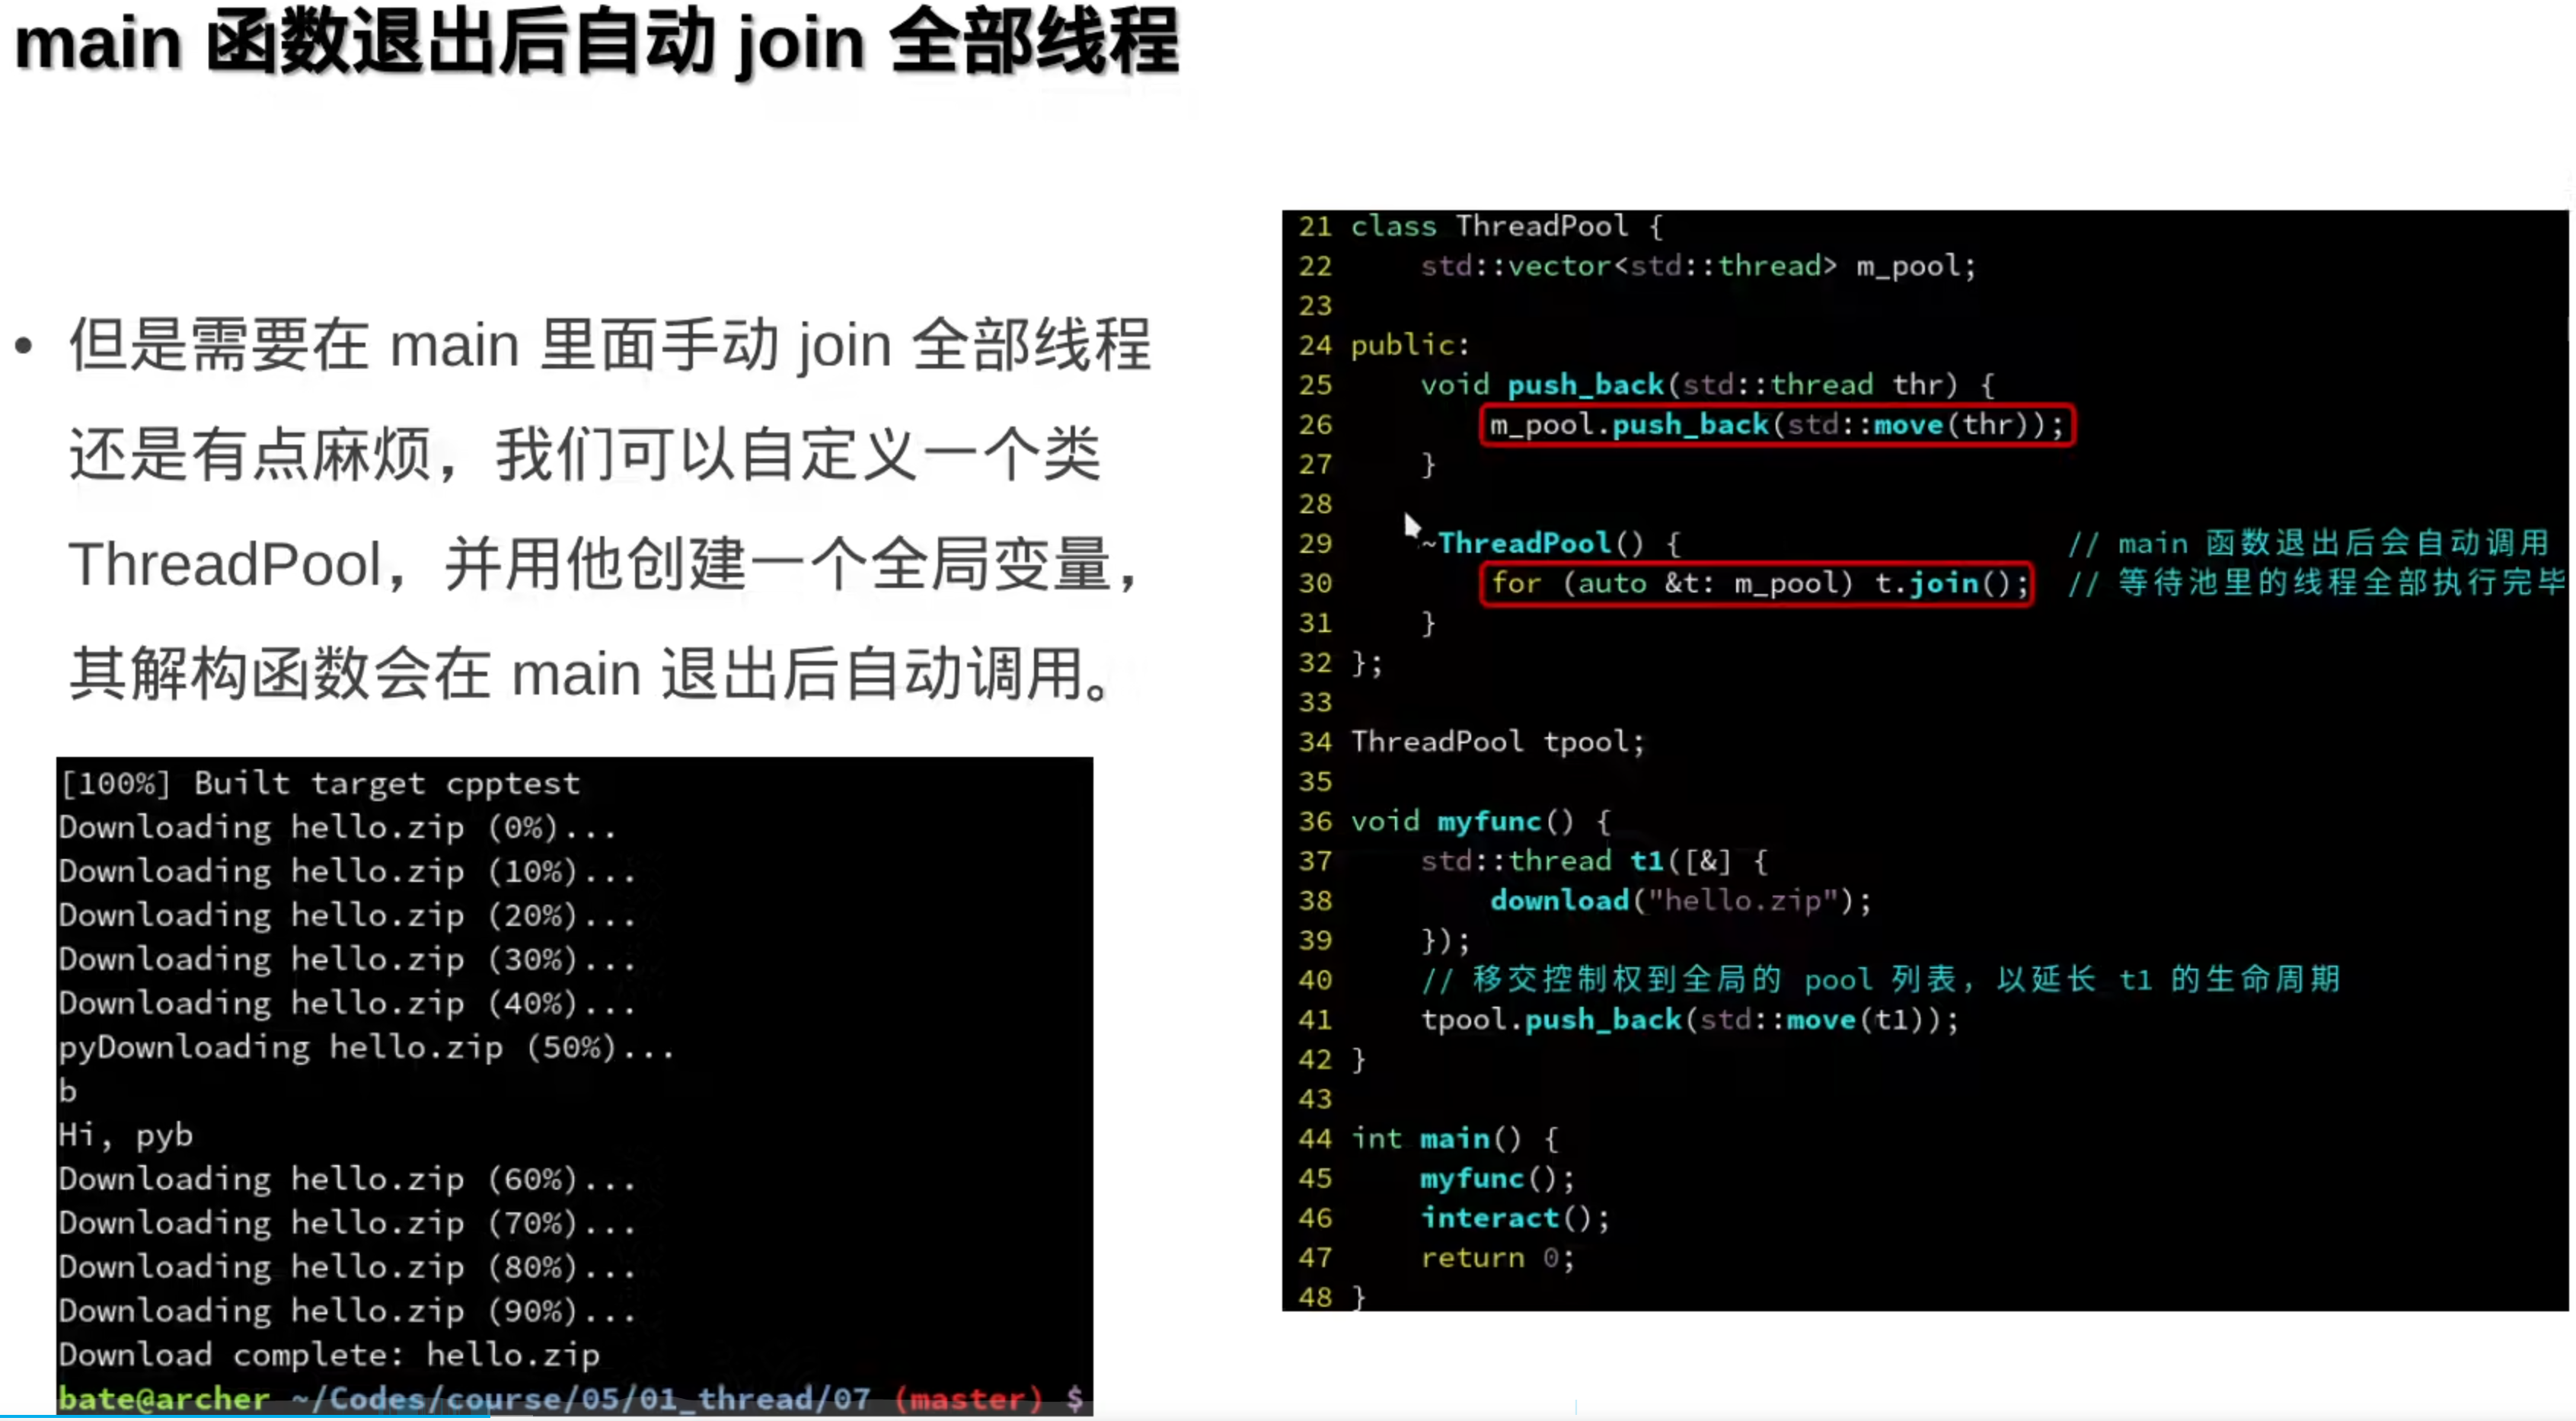 main 函数退出后自动 join 全部线程
• 但是需要在 main 里面手动 join 全部线程
还是有点麻烦，我们可以自定义一个类
ThreadPool，并用他创建一个全局变量，
其解构函数会在 main 退出后自动调用。
[100%] Built target cpptest
Downloading hello.zip (0%)...
Downloading hello.zip (10%)...
Downloading hello.zip (20%)...
Downloading hello.zip (30%)...
Downloading hello.zip (40%)...
pyDownloading hello.zip (50%)...
b
Hi, pyb
Downloading hello.zip (60%)...
Downloading hello.zip (70%)...
Downloading hello.zip (80%)...
Downloading hello.zip (90%)...
Download complete: hello.zip
bate@archer ~/Codes/course/05/01_thread/07 (master) $
21 class ThreadPool {
22     std::vector<std::thread> m_pool;
23
24 public:
25     void push_back(std::thread thr) {
26         m_pool.push_back(std::move(thr));
27     }
28
29     ~ThreadPool() {                      // main 函数退出后会自动调用
30         for (auto &t: m_pool) t.join();  // 等待池里的线程全部执行完毕
31     }
32 };
33
34 ThreadPool tpool;
35
36 void myfunc() {
37     std::thread t1([&] {
38         download("hello.zip");
39     });
40     // 移交控制权到全局的 pool 列表，以延长 t1 的生命周期
41     tpool.push_back(std::move(t1));
42 }
43
44 int main() {
45     myfunc();
46     interact();
47     return 0;
48 }